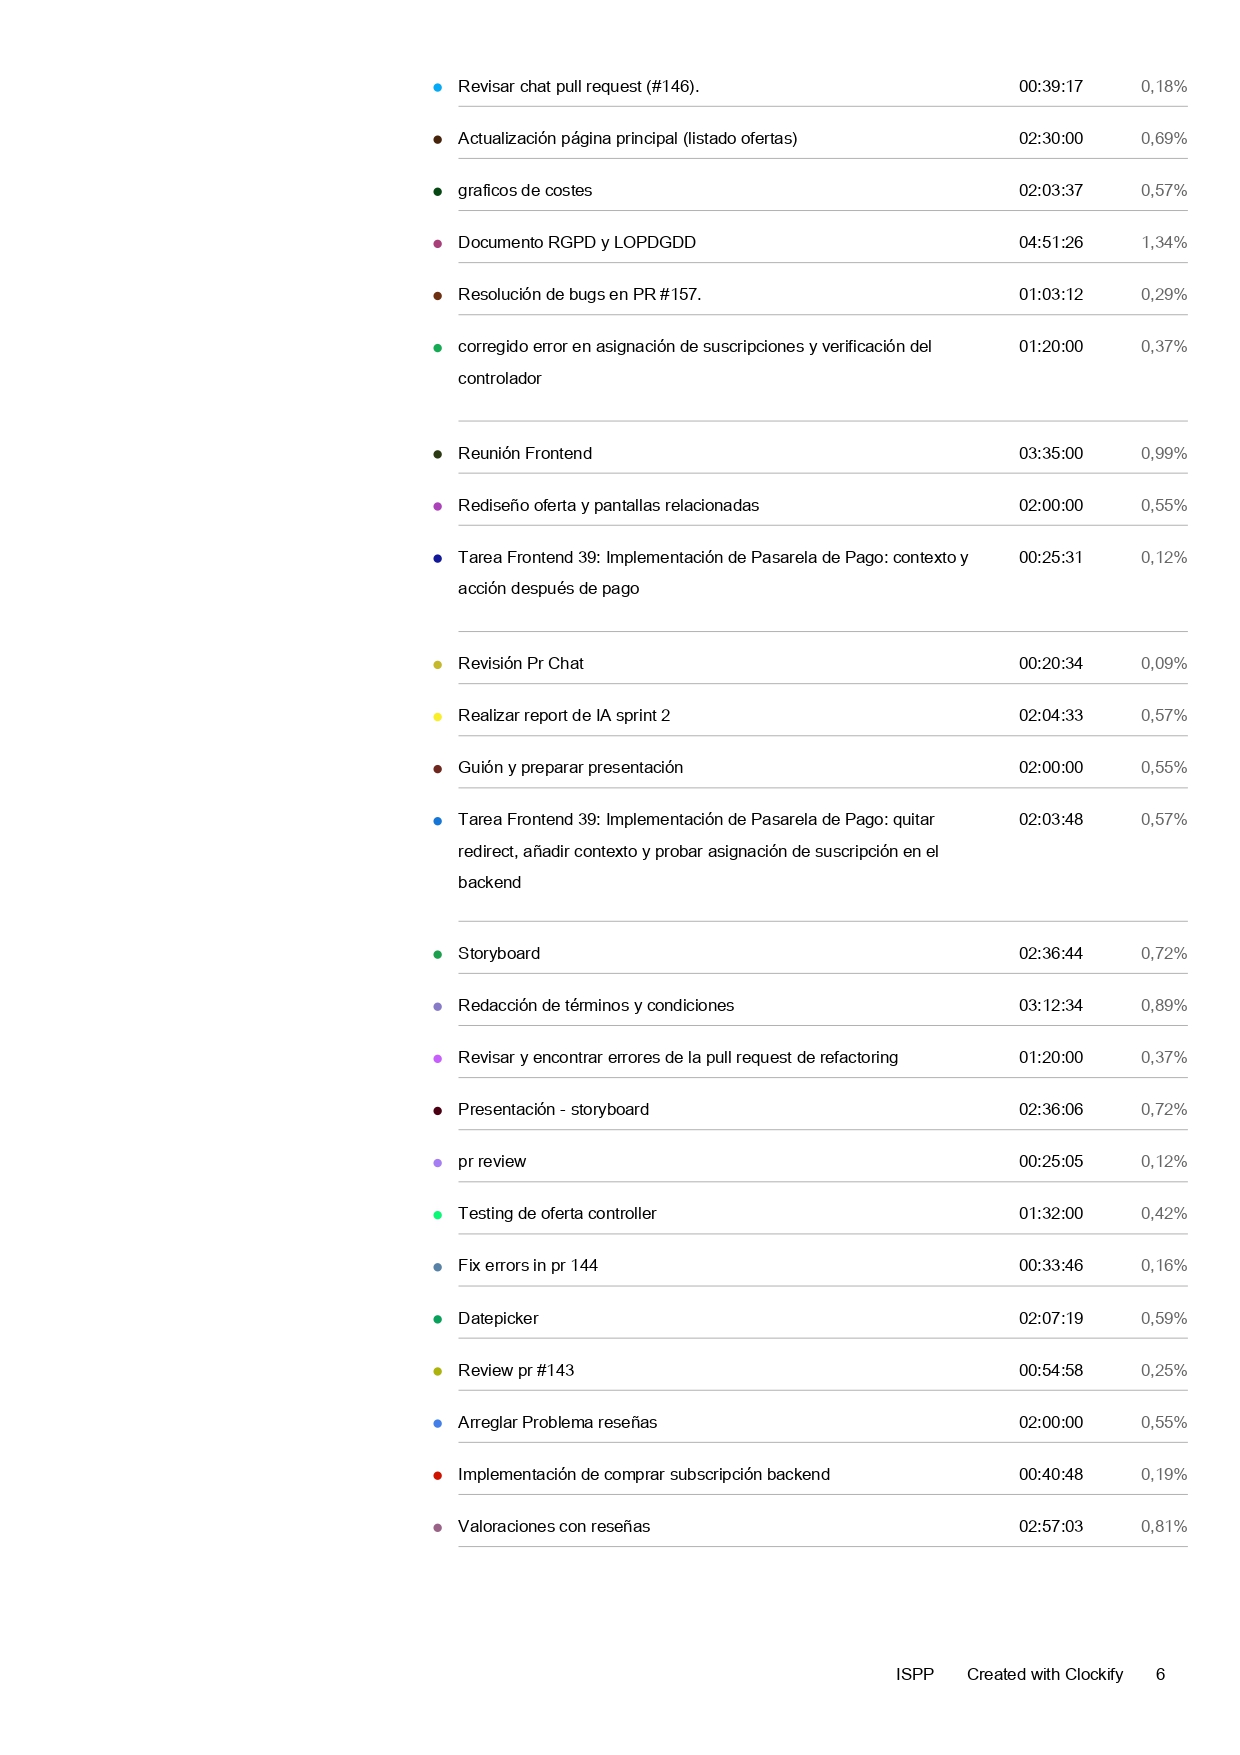 Revisar chat pull request (#146). 00:39:17 0,18%
Actualización página principal (listado ofertas) 02:30:00 0,69%
graficos de costes 02:03:37 0,57%
Documento RGPD y LOPDGDD 04:51:26 1,34%
Resolución de bugs en PR #157. 01:03:12 0,29%
corregido error en asignación de suscripciones y verificación del 01:20:00 0,37%
controlador
Reunión Frontend 03:35:00 0,99%
Rediseño oferta y pantallas relacionadas 02:00:00 0,55%
Tarea Frontend 39: Implementación de Pasarela de Pago: contexto y 00:25:31 0,12%
acción después de pago
Revisión Pr Chat 00:20:34 0,09%
Realizar report de IA sprint 2 02:04:33 0,57%
Guión y preparar presentación 02:00:00 0,55%
Tarea Frontend 39: Implementación de Pasarela de Pago: quitar 02:03:48 0,57%
redirect, añadir contexto y probar asignación de suscripción en el
backend
Storyboard 02:36:44 0,72%
Redacción de términos y condiciones 03:12:34 0,89%
Revisar y encontrar errores de la pull request de refactoring 01:20:00 0,37%
Presentación - storyboard 02:36:06 0,72%
pr review 00:25:05 0,12%
Testing de oferta controller 01:32:00 0,42%
Fix errors in pr 144 00:33:46 0,16%
Datepicker 02:07:19 0,59%
Review pr #143 00:54:58 0,25%
Arreglar Problema reseñas 02:00:00 0,55%
Implementación de comprar subscripción backend 00:40:48 0,19%
Valoraciones con reseñas 02:57:03 0,81%
ISPP Created with Clockify 6